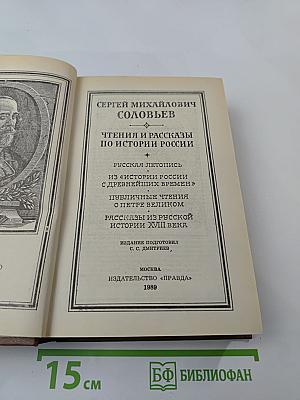 СЕРГЕЙ МИХАЙЛОВИЧ
СОЛОВЬЕВ
ЧТЕНИЯ И РАССКАЗЫ
ПО ИСТОРИИ РОССИИ
РУССКАЯ ЛЕТОПИСЬ
ИЗ «ИСТОРИИ РОССИИ
С ДРЕВНЕЙШИХ ВРЕМЕН»
ПУБЛИЧНЫЕ ЧТЕНИЯ
О ПЕТРЕ ВЕЛИКОМ
РАССКАЗЫ ИЗ РУССКОЙ
ИСТОРИИ XVIII ВЕКА
ИЗДАНИЕ ПОДГОТОВИЛ
С. С. ДМИТРИЕВ
МОСКВА
ИЗДАТЕЛЬСТВО «ПРАВДА»
1989
15 см
БФ БИБЛИОФАН